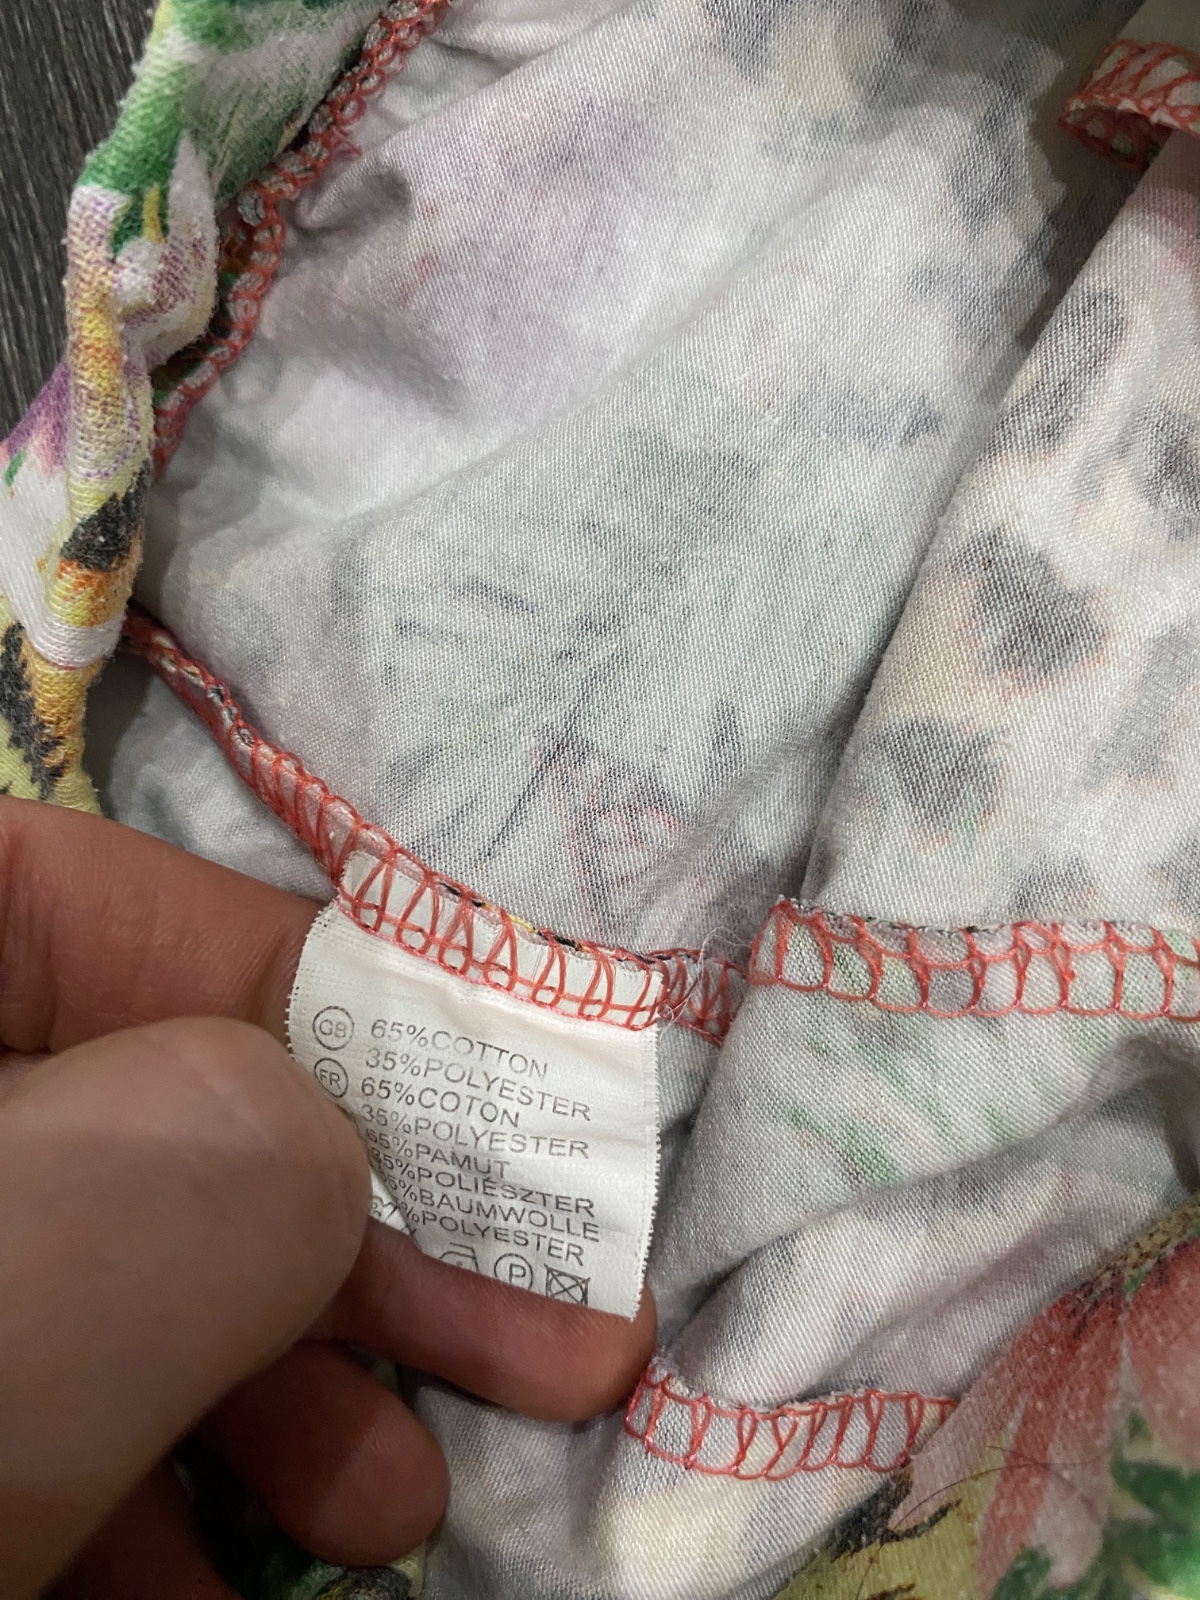 GB 65%COTTON
35%POLYESTER
FR 65%COTON
35%POLYESTER
65%PAMUT
35%POLIÉSZTER
%BAUMWOLLE
%POLYESTER
P